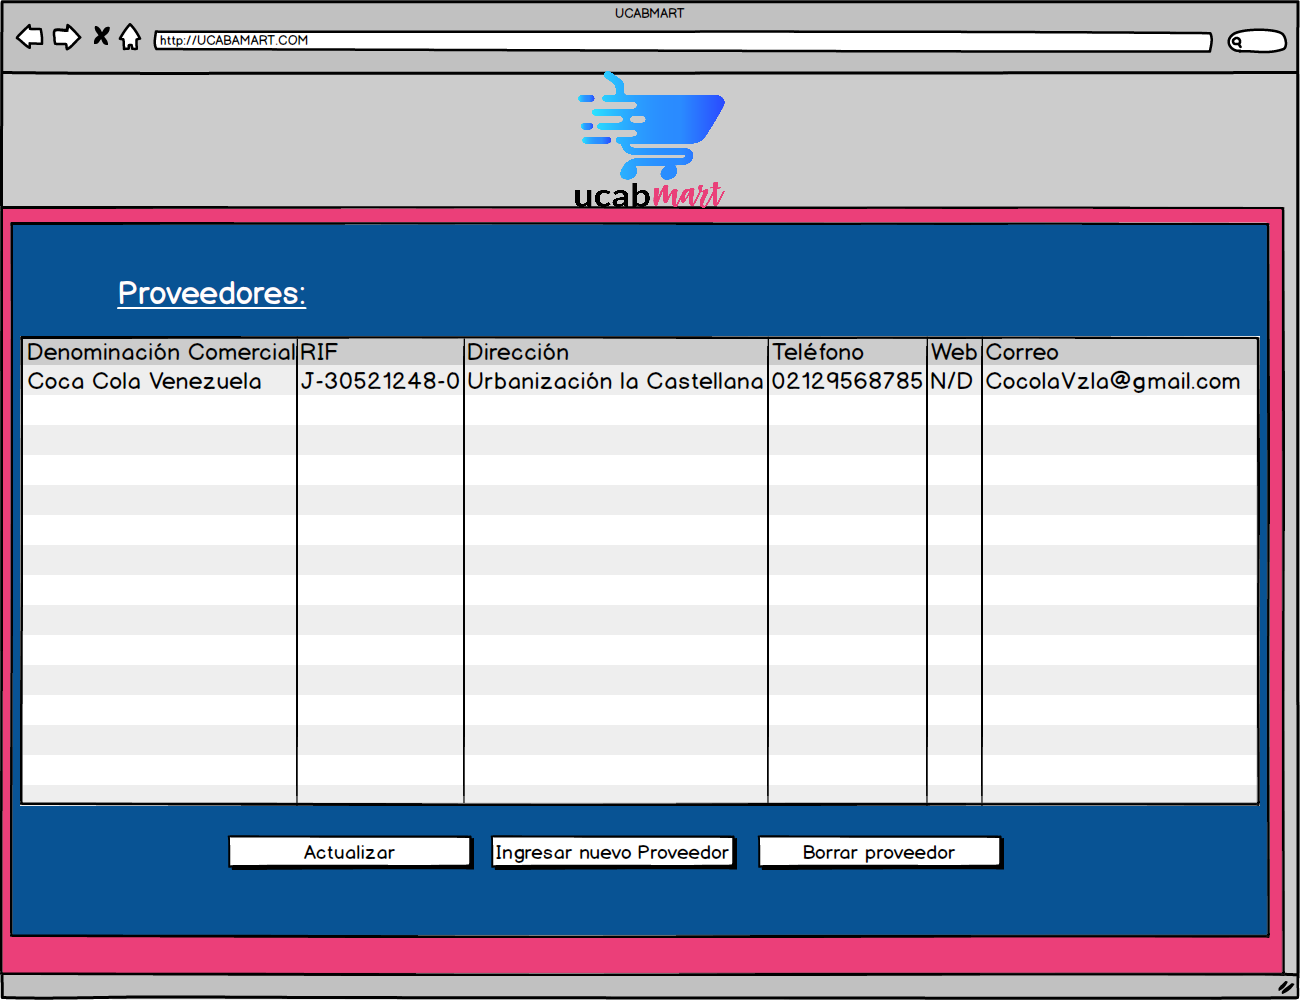 UCABMART
http://UCABAMART.COM
ucabmart
Proveedores:
Denominación Comercial RIF Dirección Teléfono Web Correo
Coca Cola Venezuela J-30521248-0 Urbanización la Castellana 02129568785 N/D CocolaVzla@gmail.com
Actualizar Ingresar nuevo Proveedor Borrar proveedor